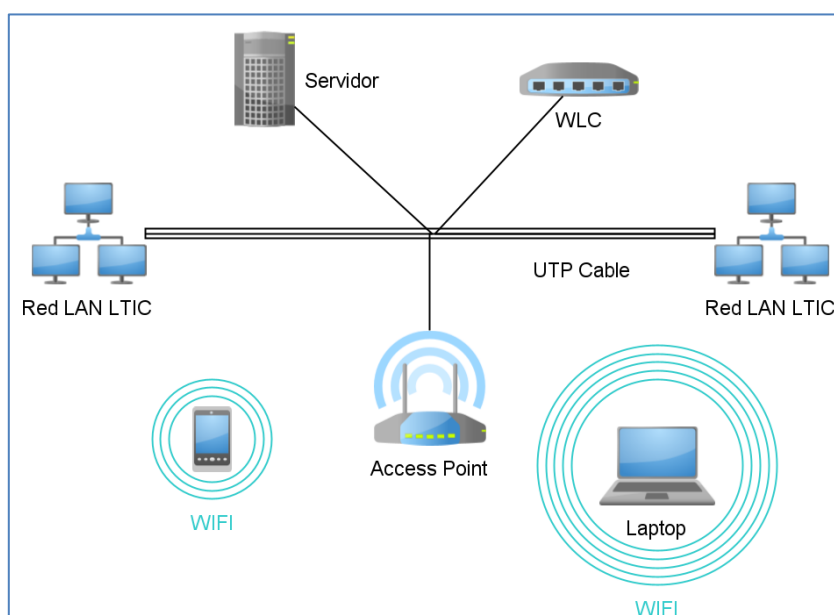 Servidor
WLC
UTP Cable
Red LAN LTIC
Red LAN LTIC
Access Point
WIFI
Laptop
WIFI